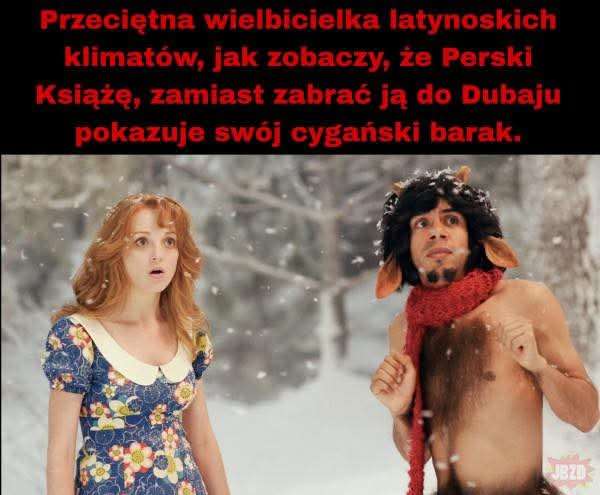 Przeciętna wielbicielka latynoskich
klimatów, jak zobaczy, że Perski
Książę, zamiast zabrać ją do Dubaju
pokazuje swój cygański barak.
JBZD